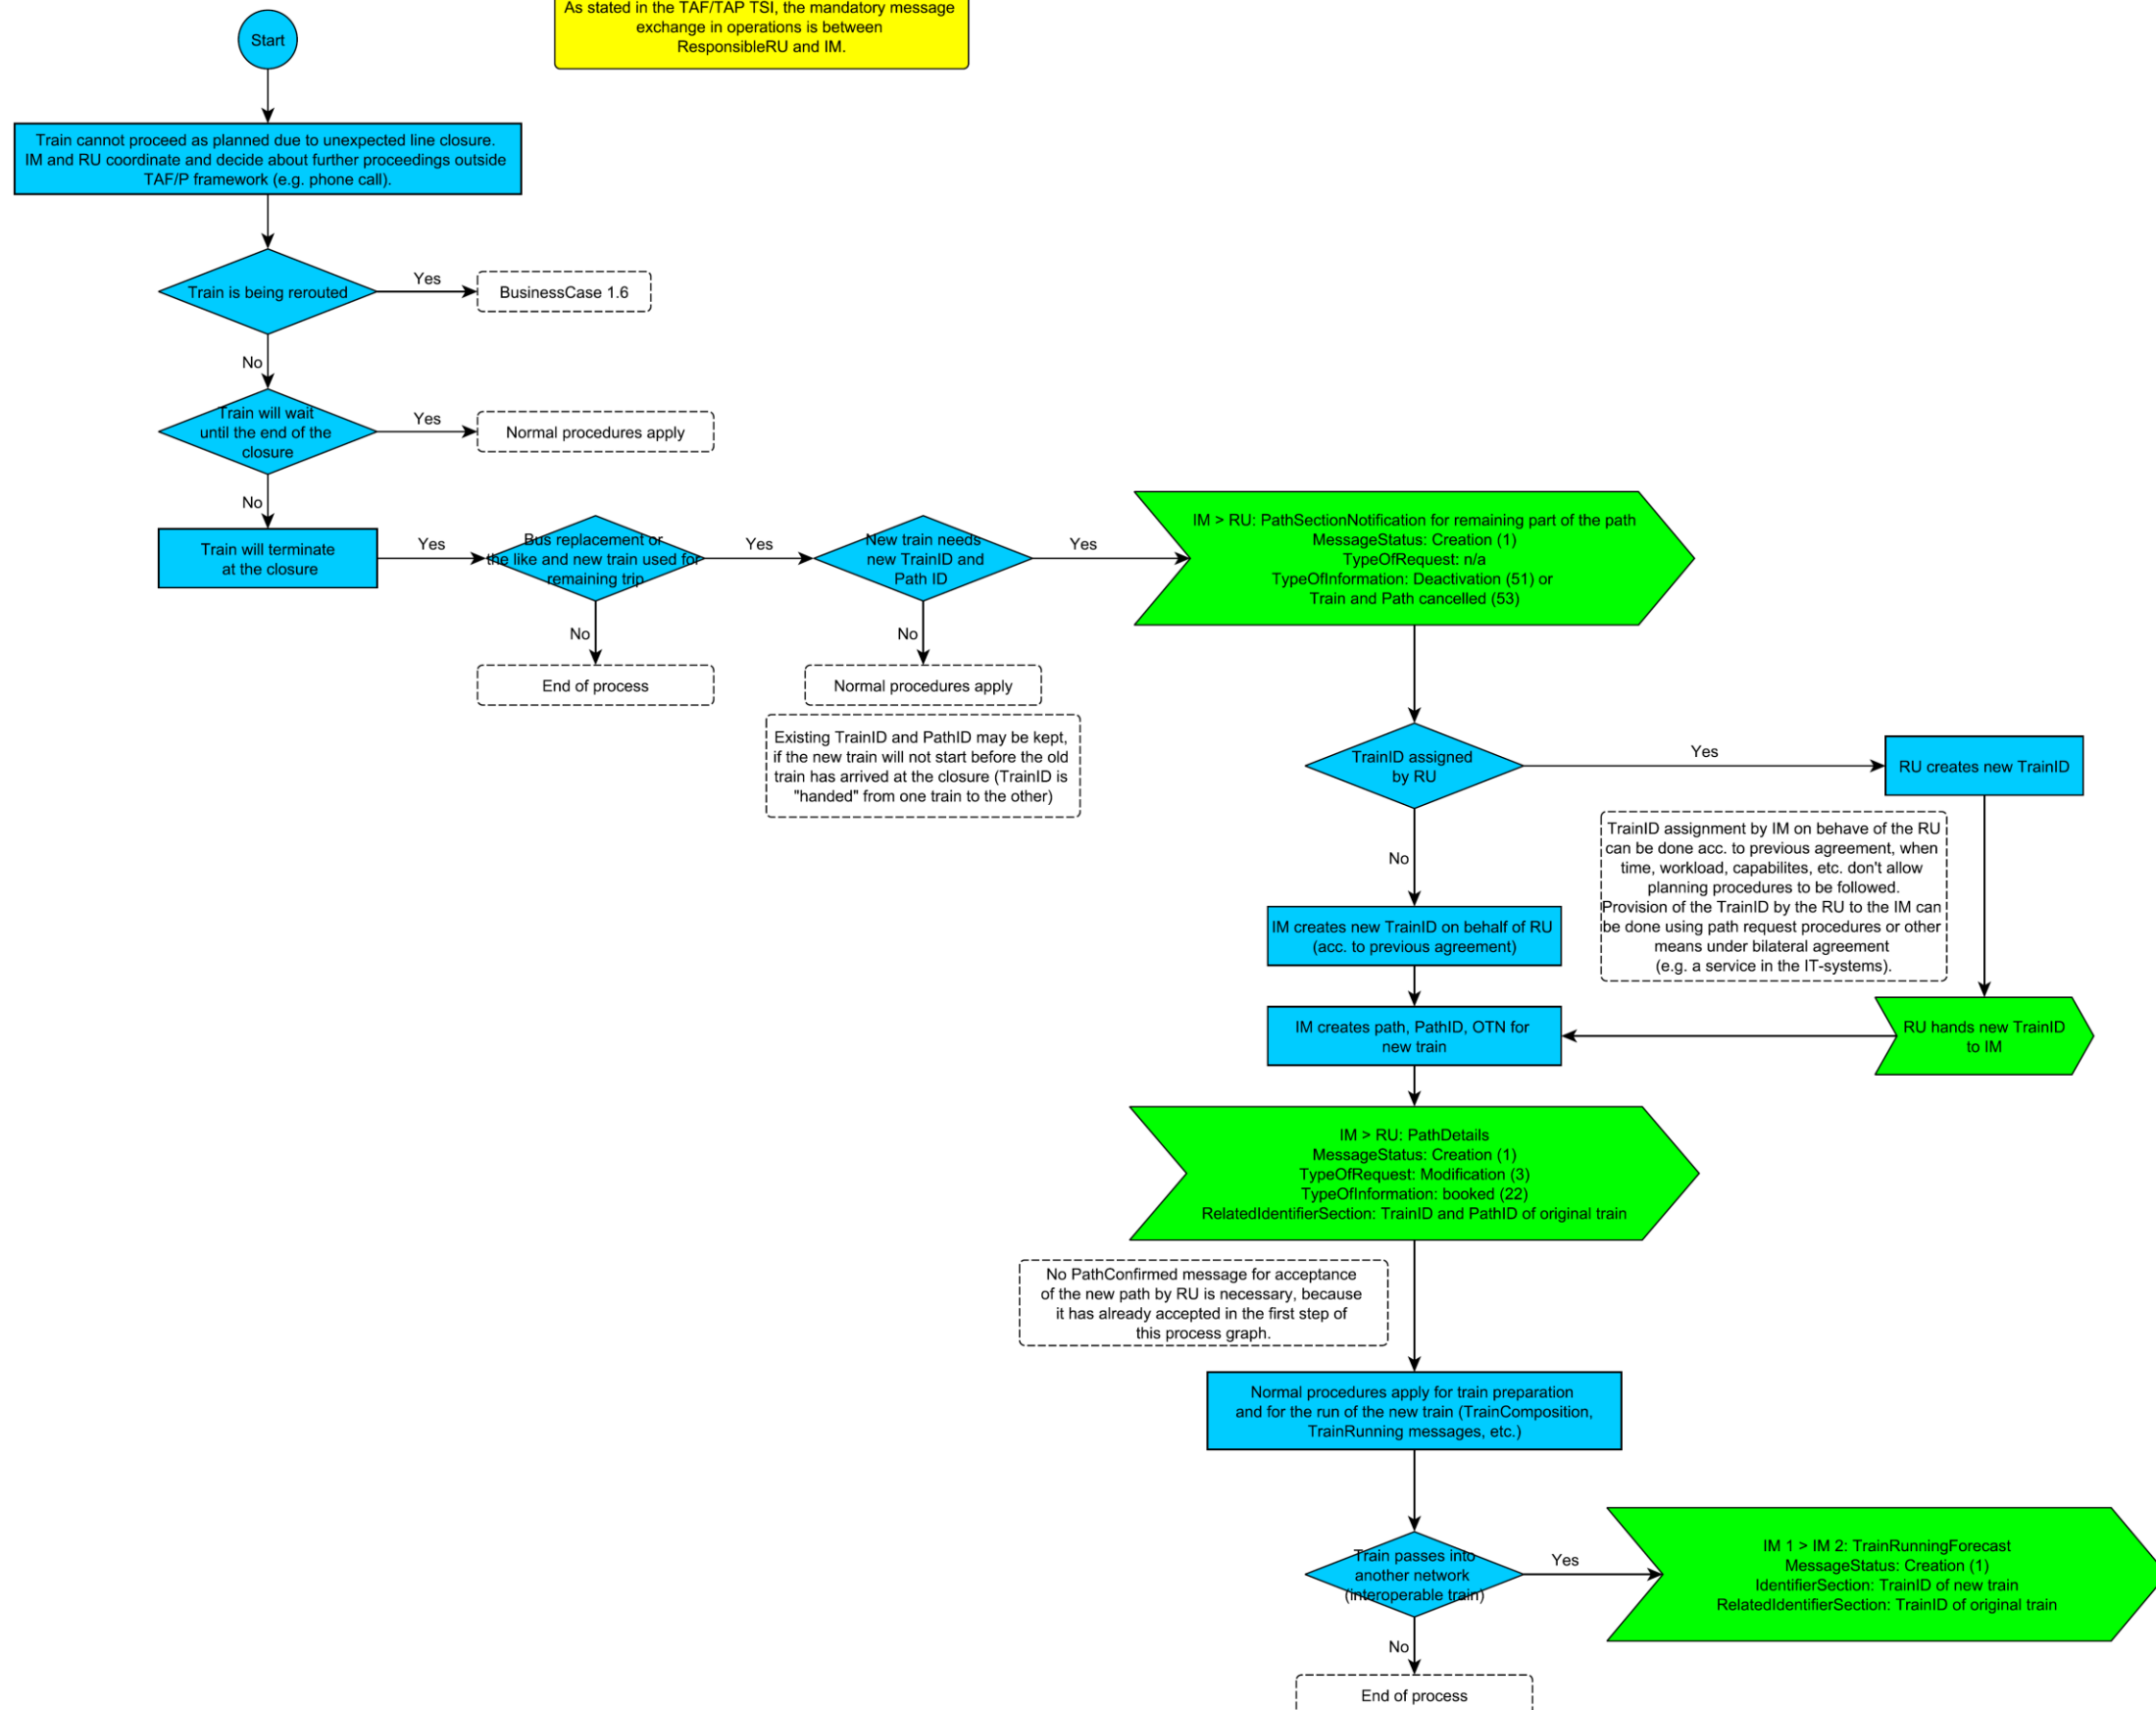 As stated in the TAF/TAP TSI, the mandatory message
exchange in operations is between
ResponsibleRU and IM.
Start
Train cannot proceed as planned due to unexpected line closure.
IM and RU coordinate and decide about further proceedings outside
TAF/P framework (e.g. phone call).
Train is being rerouted
Yes
BusinessCase 1.6
No
Train will wait
until the end of the
closure
Yes
Normal procedures apply
No
Train will terminate
at the closure
Yes
Bus replacement or
the like and new train used for
remaining trip
Yes
New train needs
new TrainID and
Path ID
Yes
IM > RU: PathSectionNotification for remaining part of the path
MessageStatus: Creation (1)
TypeOfRequest: n/a
TypeOfInformation: Deactivation (51) or
Train and Path cancelled (53)
No
End of process
No
Normal procedures apply
Existing TrainID and PathID may be kept,
if the new train will not start before the old
train has arrived at the closure (TrainID is
"handed" from one train to the other)
TrainID assigned
by RU
Yes
RU creates new TrainID
TrainID assignment by IM on behave of the RU
can be done acc. to previous agreement, when
time, workload, capabilites, etc. don't allow
planning procedures to be followed.
Provision of the TrainID by the RU to the IM can
be done using path request procedures or other
means under bilateral agreement
(e.g. a service in the IT-systems).
No
IM creates new TrainID on behalf of RU
(acc. to previous agreement)
IM creates path, PathID, OTN for
new train
RU hands new TrainID
to IM
IM > RU: PathDetails
MessageStatus: Creation (1)
TypeOfRequest: Modification (3)
TypeOfInformation: booked (22)
RelatedIdentifierSection: TrainID and PathID of original train
No PathConfirmed message for acceptance
of the new path by RU is necessary, because
it has already accepted in the first step of
this process graph.
Normal procedures apply for train preparation
and for the run of the new train (TrainComposition,
TrainRunning messages, etc.)
Train passes into
another network
(interoperable train)
Yes
IM 1 > IM 2: TrainRunningForecast
MessageStatus: Creation (1)
IdentifierSection: TrainID of new train
RelatedIdentifierSection: TrainID of original train
No
End of process